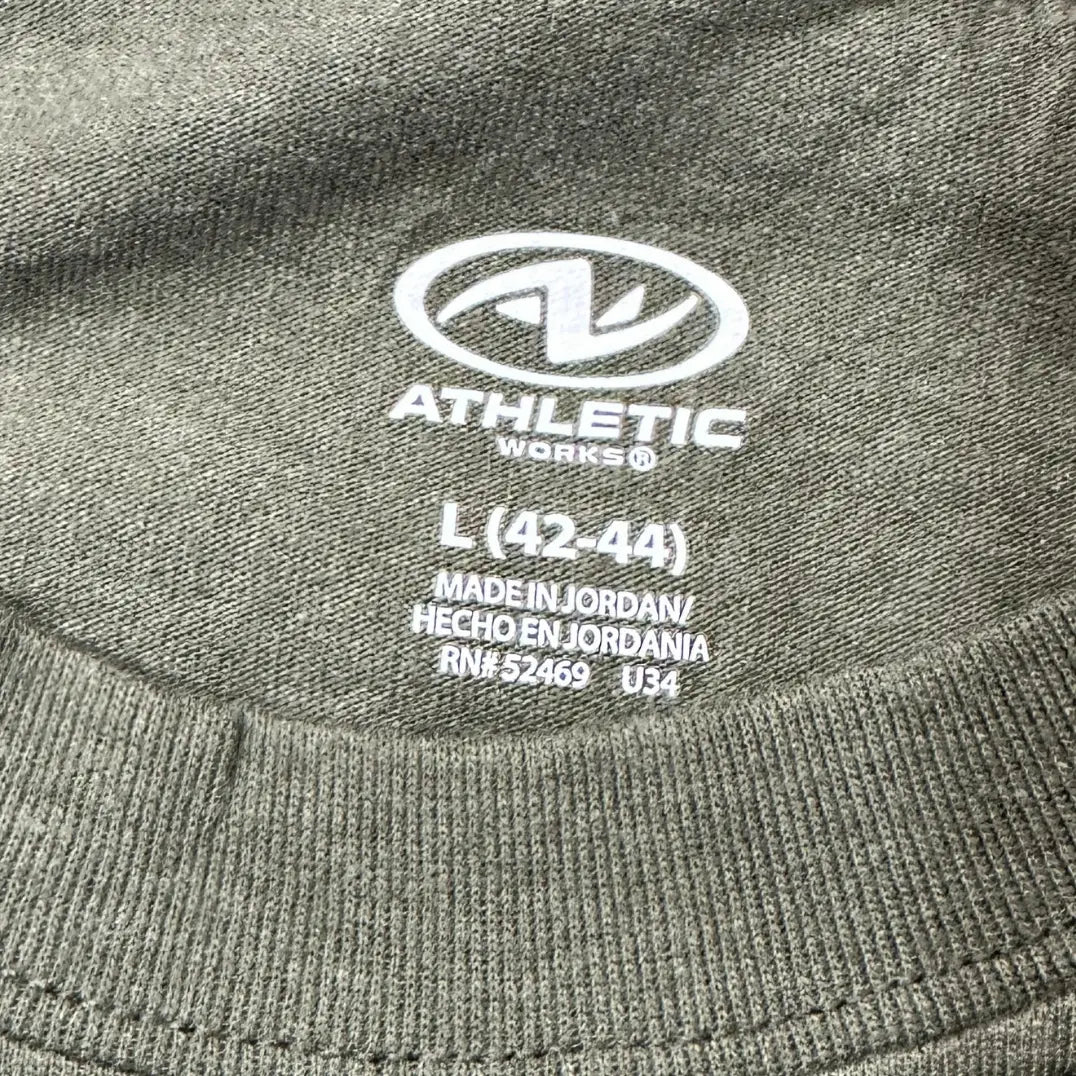 ATHLETIC
WORKS®
L (42-44)
MADE IN JORDAN/
HECHO EN JORDANIA
RN# 52469 U34